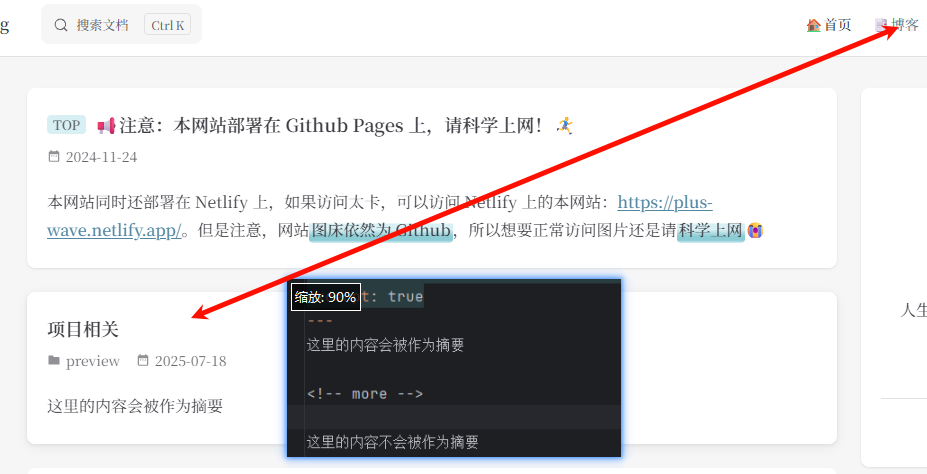 g
搜索文档 Ctrl K
首页
博客
TOP 注意：本网站部署在 Github Pages 上，请科学上网！
2024-11-24
本网站同时还部署在 Netlify 上，如果访问太卡，可以访问 Netlify 上的本网站：https://plus-
wave.netlify.app/。但是注意，网站图床依然为 Github，所以想要正常访问图片还是请科学上网
项目相关
preview 2025-07-18
这里的内容会被作为摘要
缩放: 90%
t: true
---
这里的内容会被作为摘要
<!-- more -->
这里的内容不会被作为摘要
人生